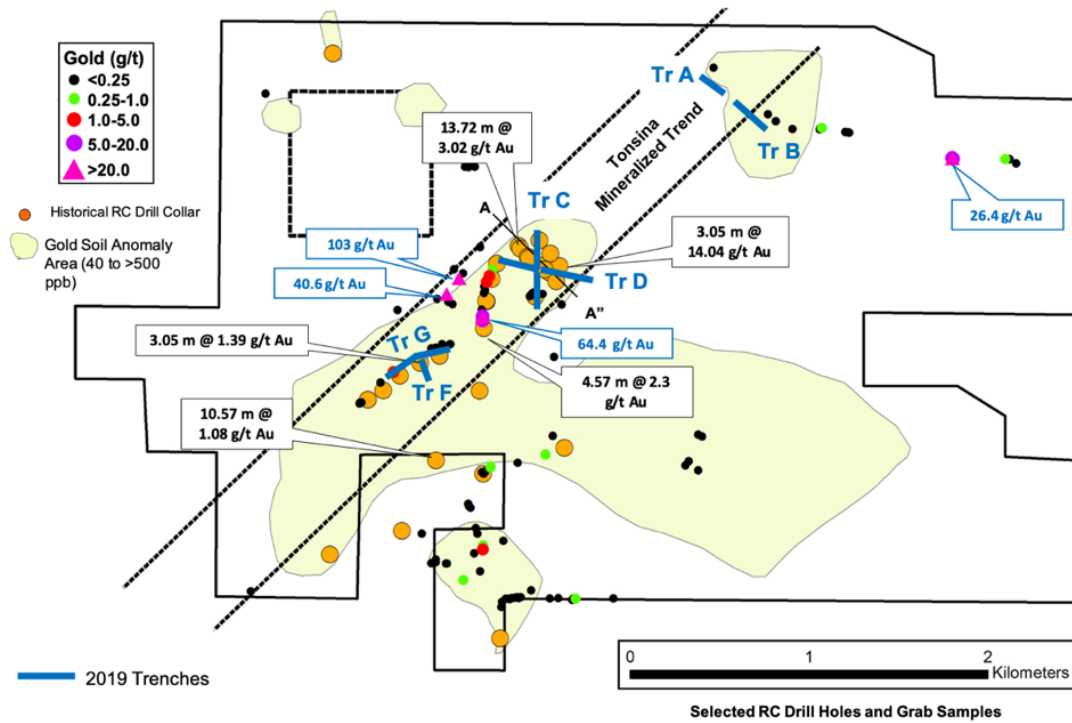 Gold (g/t)
<0.25
0.25-1.0
1.0-5.0
5.0-20.0
>20.0
Historical RC Drill Collar
Gold Soil Anomaly
Area (40 to >500
ppb)
Tr A
Tr B
Tonsina
Mineralized Trend
13.72 m @
3.02 g/t Au
A
Tr C
26.4 g/t Au
103 g/t Au
3.05 m @
14.04 g/t Au
40.6 g/t Au
Tr D
A"
3.05 m @ 1.39 g/t Au
Tr G
64.4 g/t Au
Tr F
4.57 m @ 2.3
g/t Au
10.57 m @
1.08 g/t Au
0
1
2
Kilometers
2019 Trenches
Selected RC Drill Holes and Grab Samples